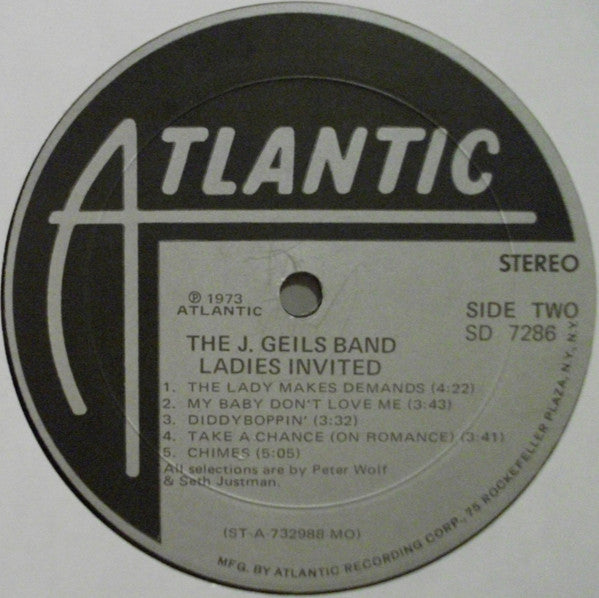 ATLANTIC
STEREO
℗ 1973
ATLANTIC
SIDE TWO
SD 7286
THE J. GEILS BAND
LADIES INVITED
1. THE LADY MAKES DEMANDS (4:22)
2. MY BABY DON'T LOVE ME (3:43)
3. DIDDYBOPPIN' (3:32)
4. TAKE A CHANCE (ON ROMANCE) (3:41)
5. CHIMES (5:05)
All selections are by Peter Wolf
& Seth Justman.
(ST-A-732988 MO)
MFG. BY ATLANTIC RECORDING CORP., 75 ROCKEFELLER PLAZA, N.Y., N.Y.